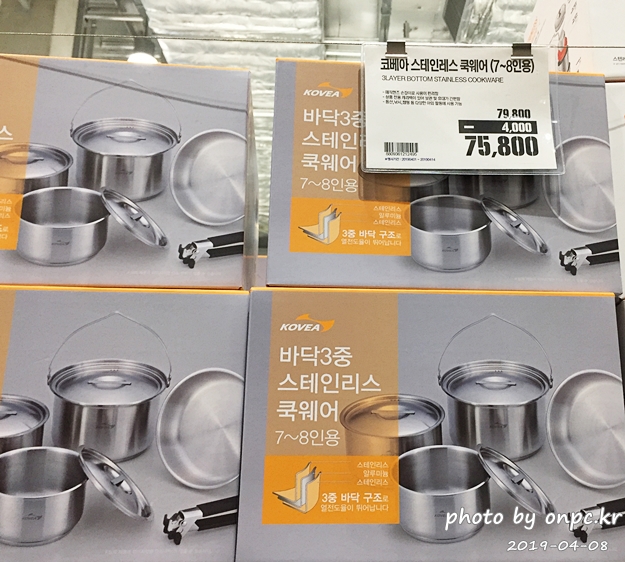 코베아 스테인레스 쿡웨어 (7~8인용)
3LAYER BOTTOM STAINLESS COOKWARE
79,800
- 4,000
75,800
KOVEA
바닥3중
스테인리스
쿡웨어
7~8인용
스테인리스
알루미늄
스테인리스
3중 바닥 구조로
열전도율이 뛰어납니다
KOVEA
바닥3중
스테인리스
쿡웨어
7~8인용
스테인리스
알루미늄
스테인리스
3중 바닥 구조로
열전도율이 뛰어납니다
photo by onpc.kr
2019-04-08